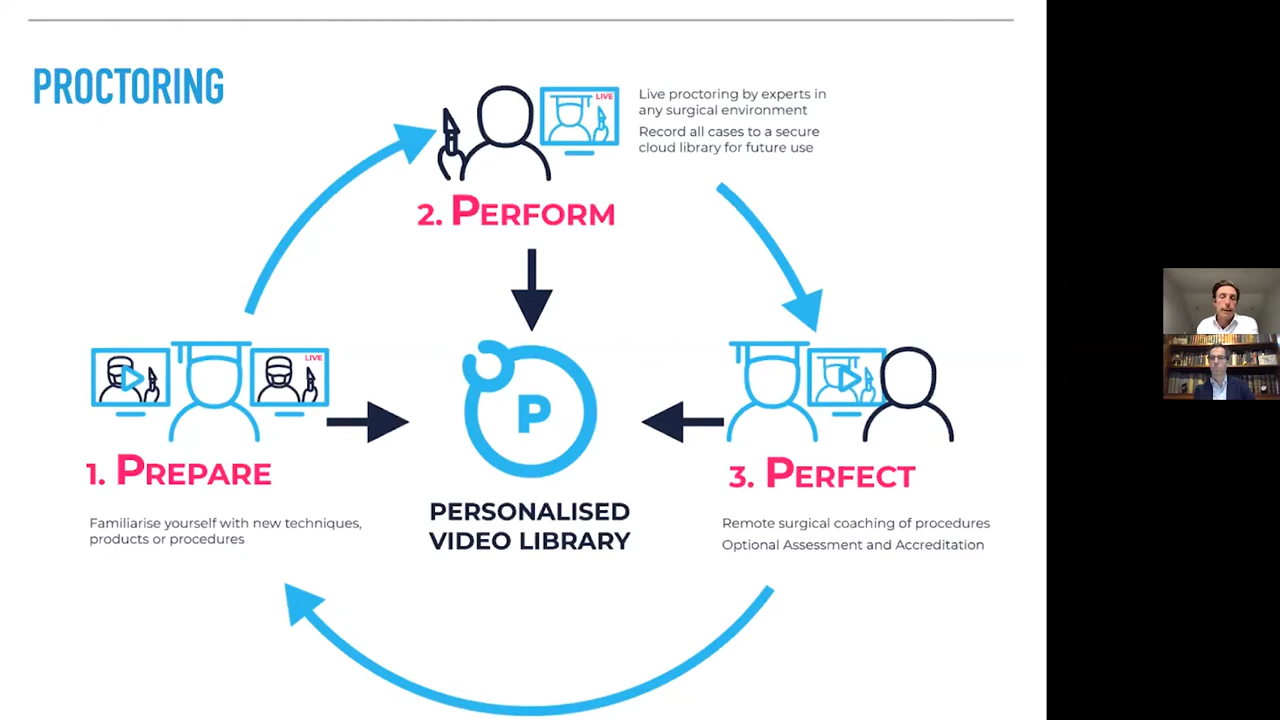 PROCTORING
LIVE
Live proctoring by experts in
any surgical environment
Record all cases to a secure
cloud library for future use
2. PERFORM
LIVE
1. PREPARE
Familiarise yourself with new techniques,
products or procedures
P
PERSONALISED
VIDEO LIBRARY
3. PERFECT
Remote surgical coaching of procedures
Optional Assessment and Accreditation